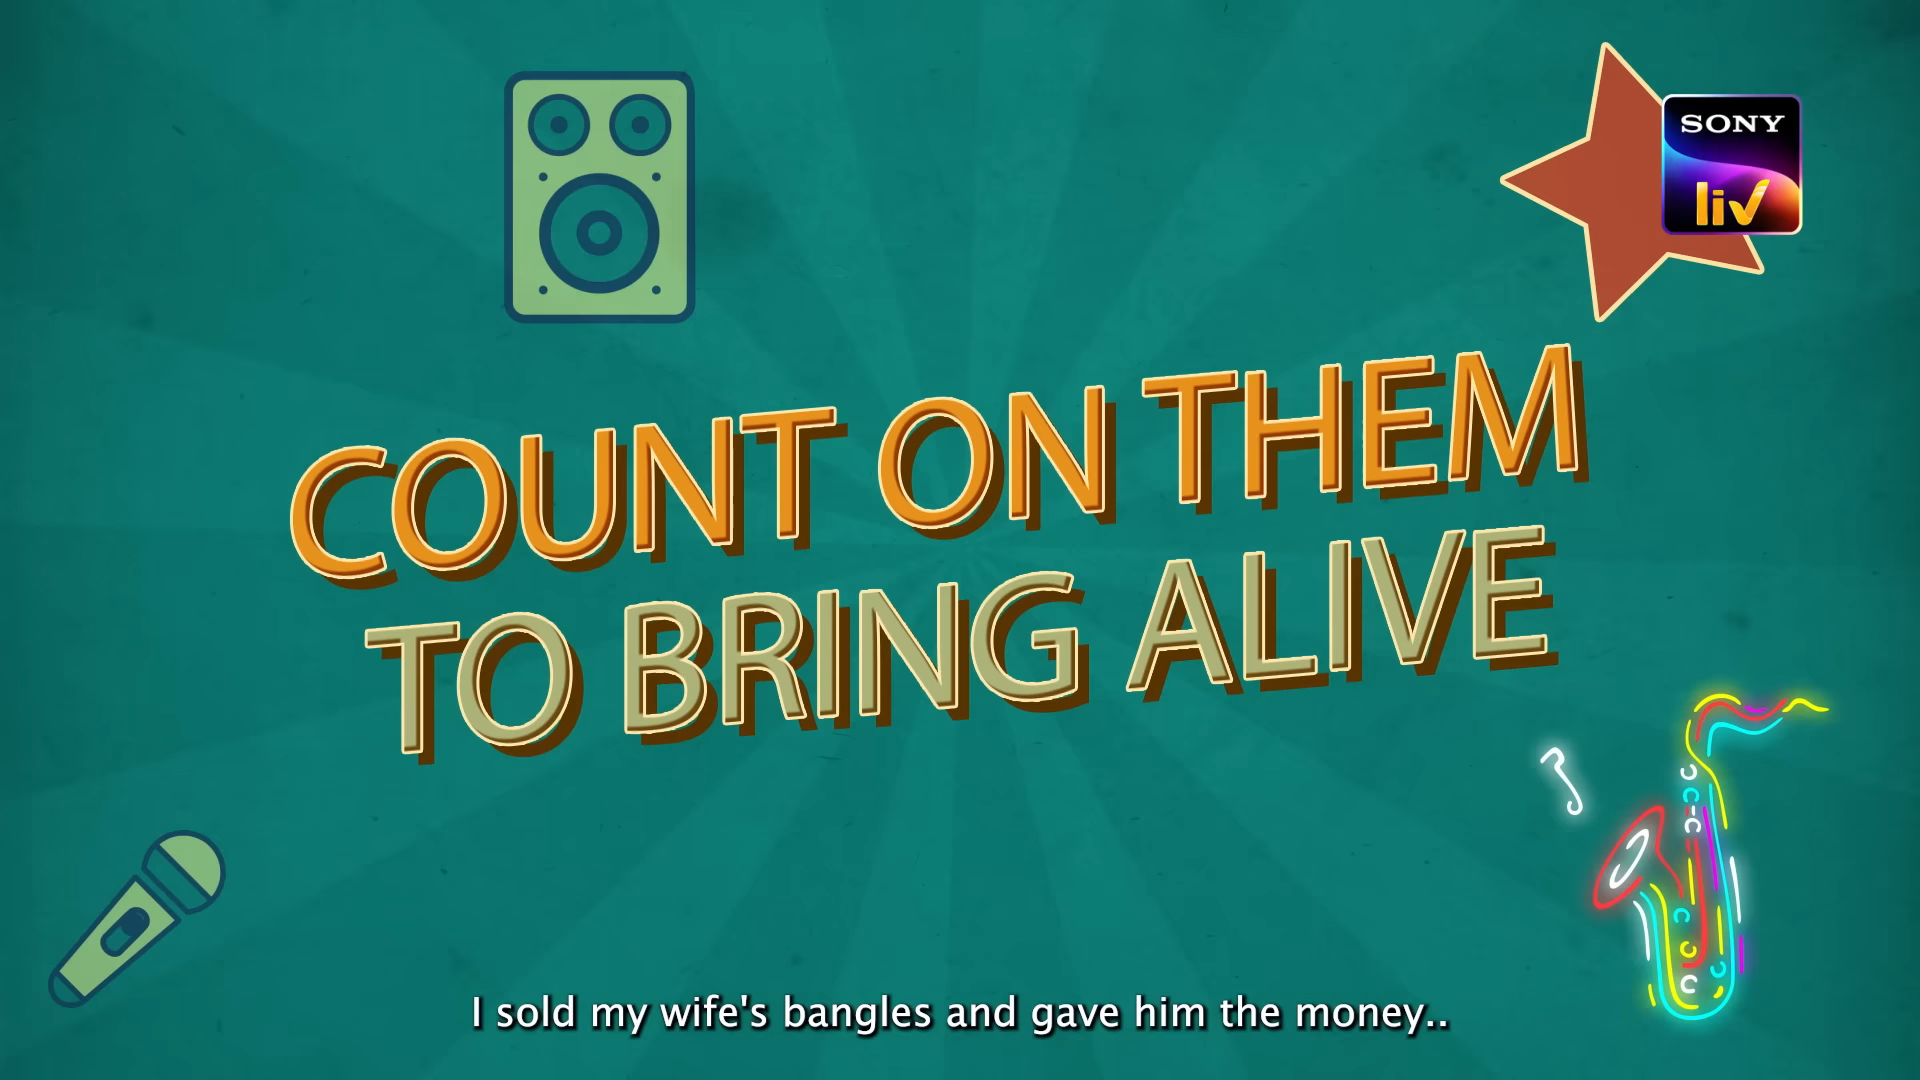 SONY
liv
COUNT ON THEM
TO BRING ALIVE
I sold my wife's bangles and gave him the money..